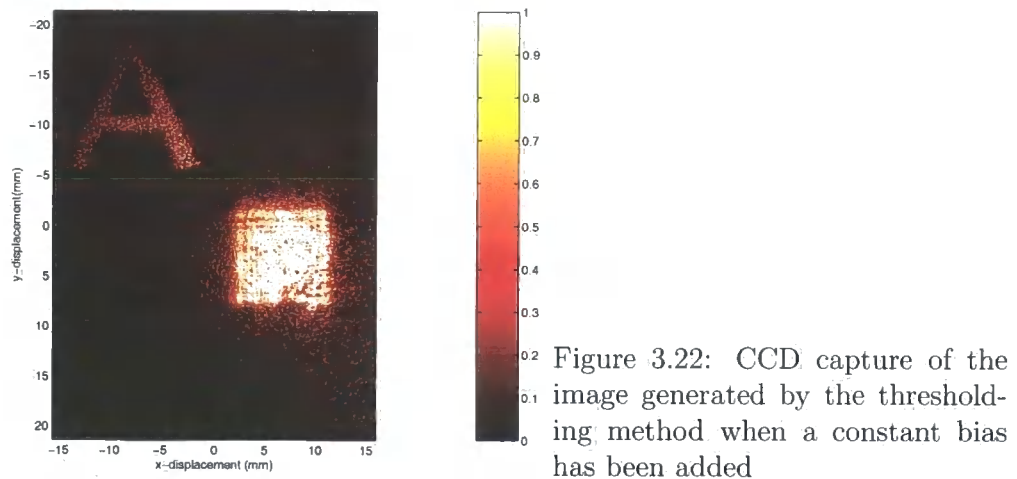 -20
-15
-10
-5
0
5
10
15
20
-15 -10 -5 0 5 10 15
x-displacement (mm)
y-displacement(mm)
A
1
0.9
0.8
0.7
0.6
0.5
0.4
0.3
0.2
0.1
0
Figure 3.22: CCD capture of the
image generated by the threshold-
ing method when a constant bias
has been added